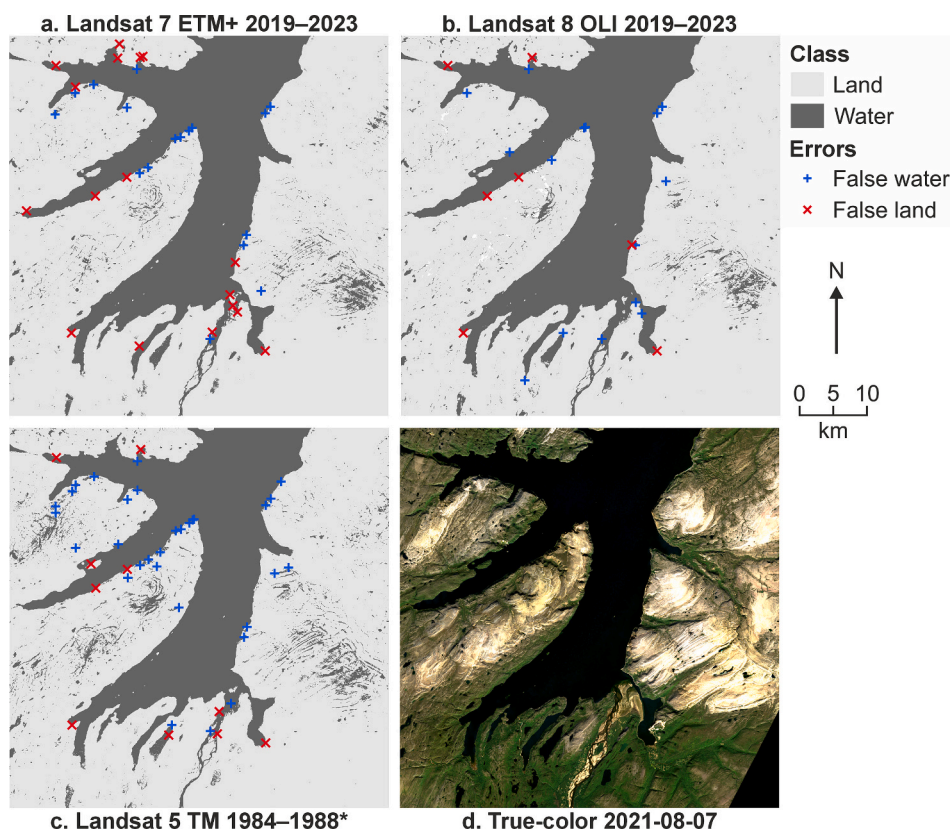 a. Landsat 7 ETM+ 2019–2023
b. Landsat 8 OLI 2019–2023
Class
Land
Water
Errors
False water
False land
N
0 5 10
km
c. Landsat 5 TM 1984–1988*
d. True-color 2021-08-07